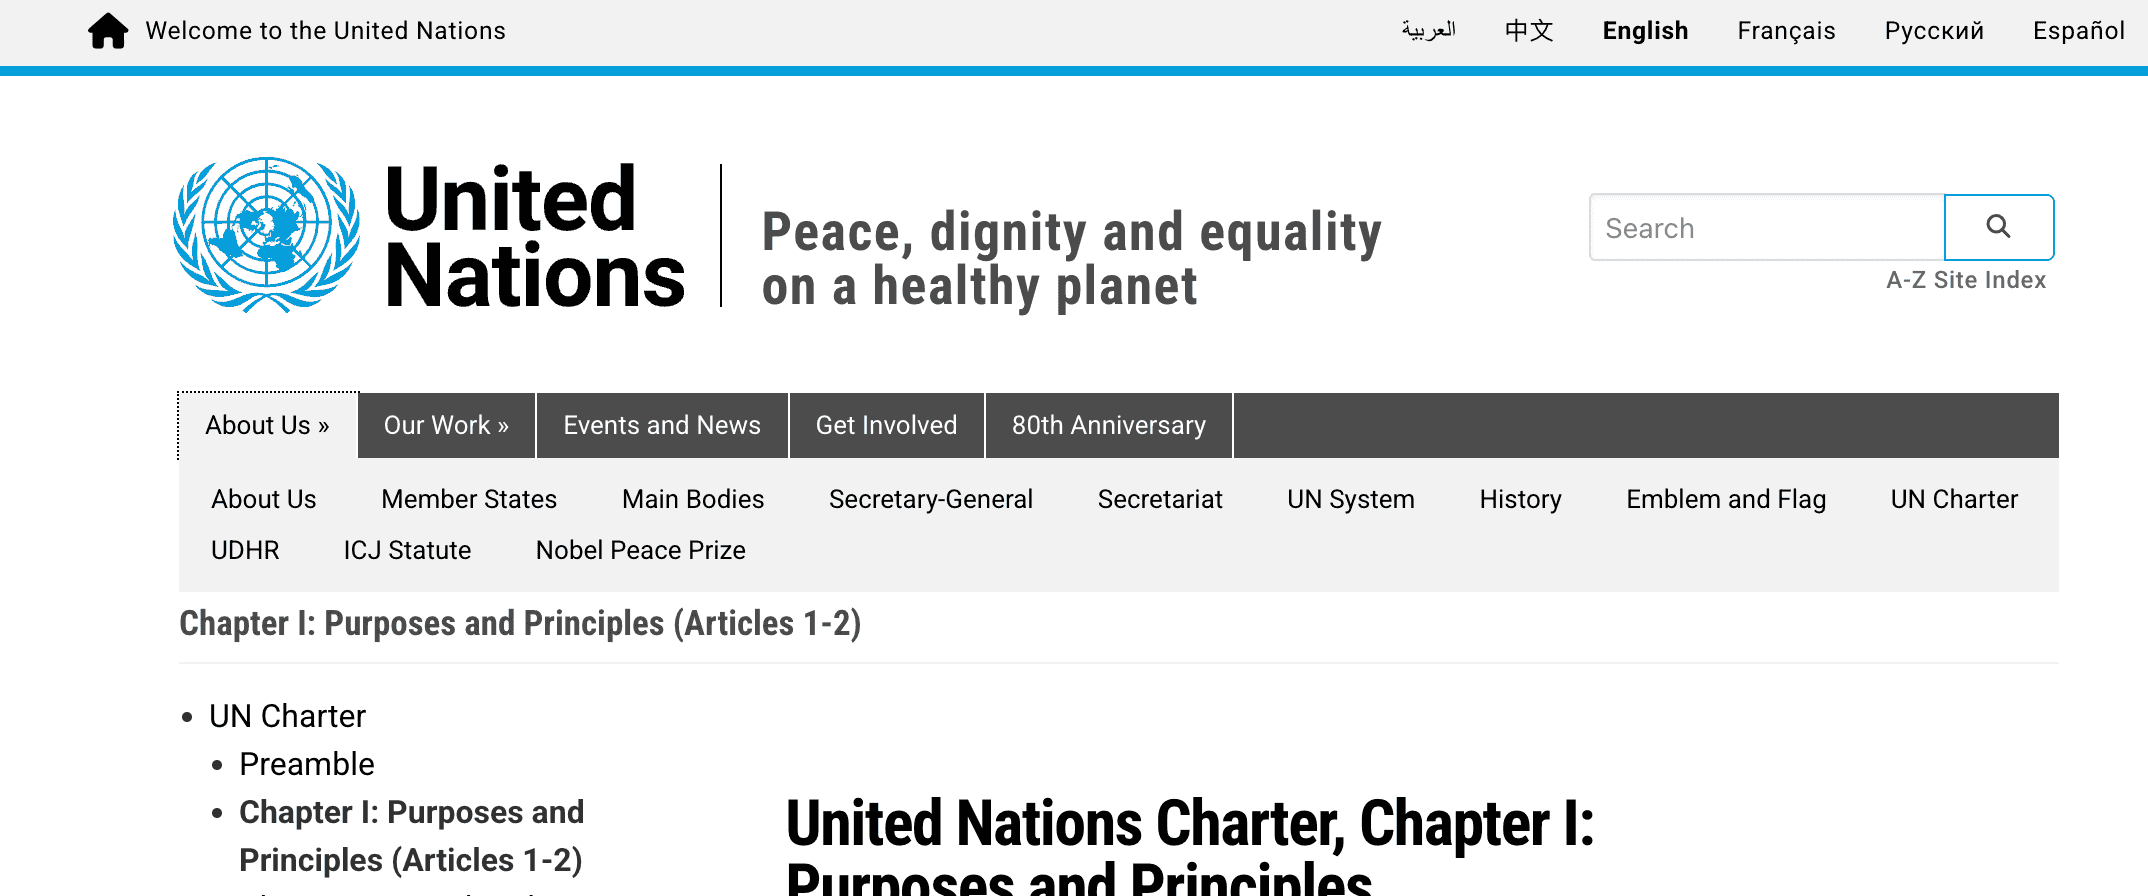 Welcome to the United Nations
العربية 中文 English Français Русский Español
United
Nations
Peace, dignity and equality
on a healthy planet
Search
A-Z Site Index
About Us » Our Work » Events and News Get Involved 80th Anniversary
About Us Member States Main Bodies Secretary-General Secretariat UN System History Emblem and Flag UN Charter
UDHR ICJ Statute Nobel Peace Prize
Chapter I: Purposes and Principles (Articles 1-2)
UN Charter
Preamble
Chapter I: Purposes and
Principles (Articles 1-2)
United Nations Charter, Chapter I:
Purposes and Principles